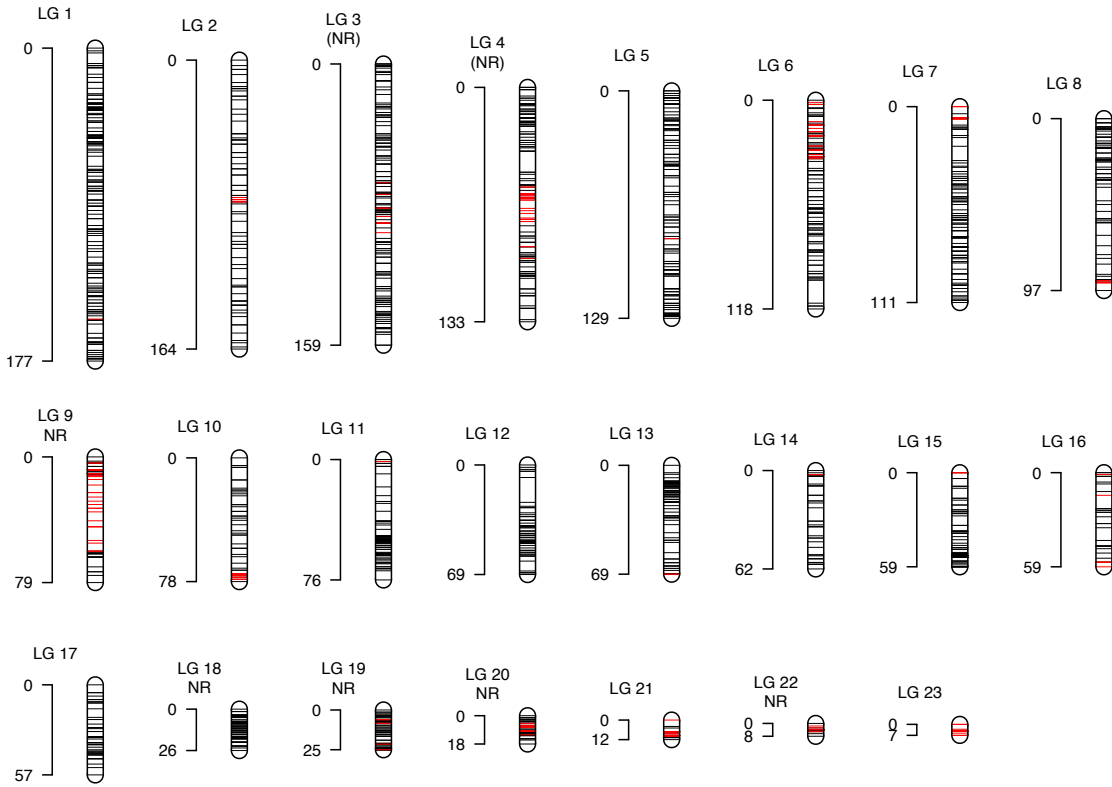 LG 1
0
177
LG 2
0
164
LG 3
(NR)
0
159
LG 4
(NR)
0
133
LG 5
0
129
LG 6
0
118
LG 7
0
111
LG 8
0
97
LG 9
NR
0
79
LG 10
0
78
LG 11
0
76
LG 12
0
69
LG 13
0
69
LG 14
0
62
LG 15
0
59
LG 16
0
59
LG 17
0
57
LG 18
NR
0
26
LG 19
NR
0
25
LG 20
NR
0
18
LG 21
0
12
LG 22
NR
0
8
LG 23
0
7